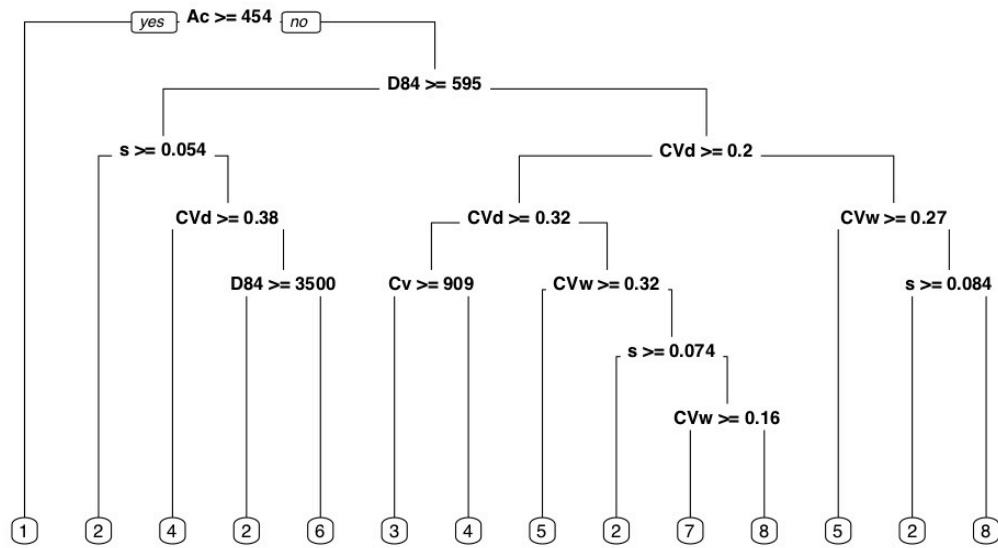 yes Ac >= 454 no
D84 >= 595
s >= 0.054 CVd >= 0.2
CVd >= 0.38 CVd >= 0.32 CVw >= 0.27
D84 >= 3500 Cv >= 909 CVw >= 0.32 s >= 0.084
s >= 0.074
CVw >= 0.16
1 2 4 2 6 3 4 5 2 7 8 5 2 8